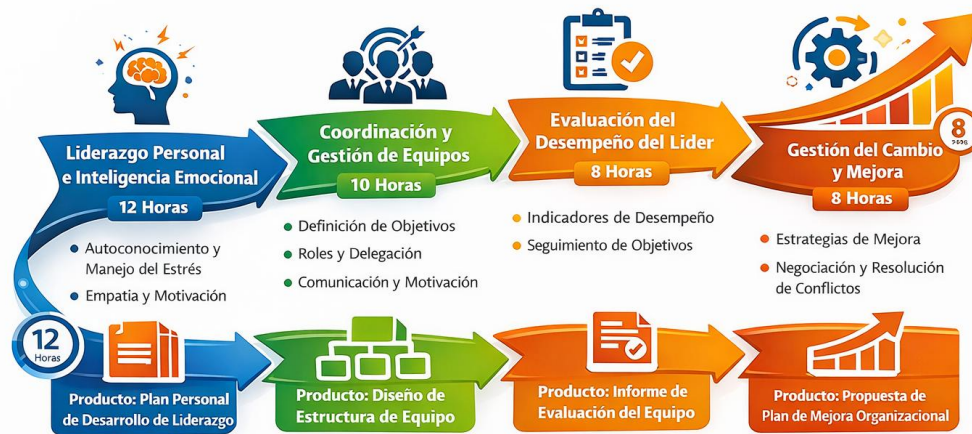 Liderazgo Personal
e Inteligencia Emocional
12 Horas
• Autoconocimiento y
Manejo del Estrés
• Empatia y Motivación
Coordinación y
Gestión de Equipos
10 Horas
• Definición de Objetivos
• Roles y Delegación
• Comunicación y Motivación
Evaluación del
Desempeño del Lider
8 Horas
• Indicadores de Desempeño
• Seguimiento de Objetivos
Gestión del Cambio
y Mejora
8 Horas
8
• Estrategias de Mejora
• Negociación y Resolución
de Conflictos
12
Horas
Producto: Plan Personal
de Desarrollo de Liderazgo
Producto: Diseño de
Estructura de Equipo
Producto: Informe de
Evaluación del Equipo
Producto: Propuesta de
Plan de Mejora Organizacional